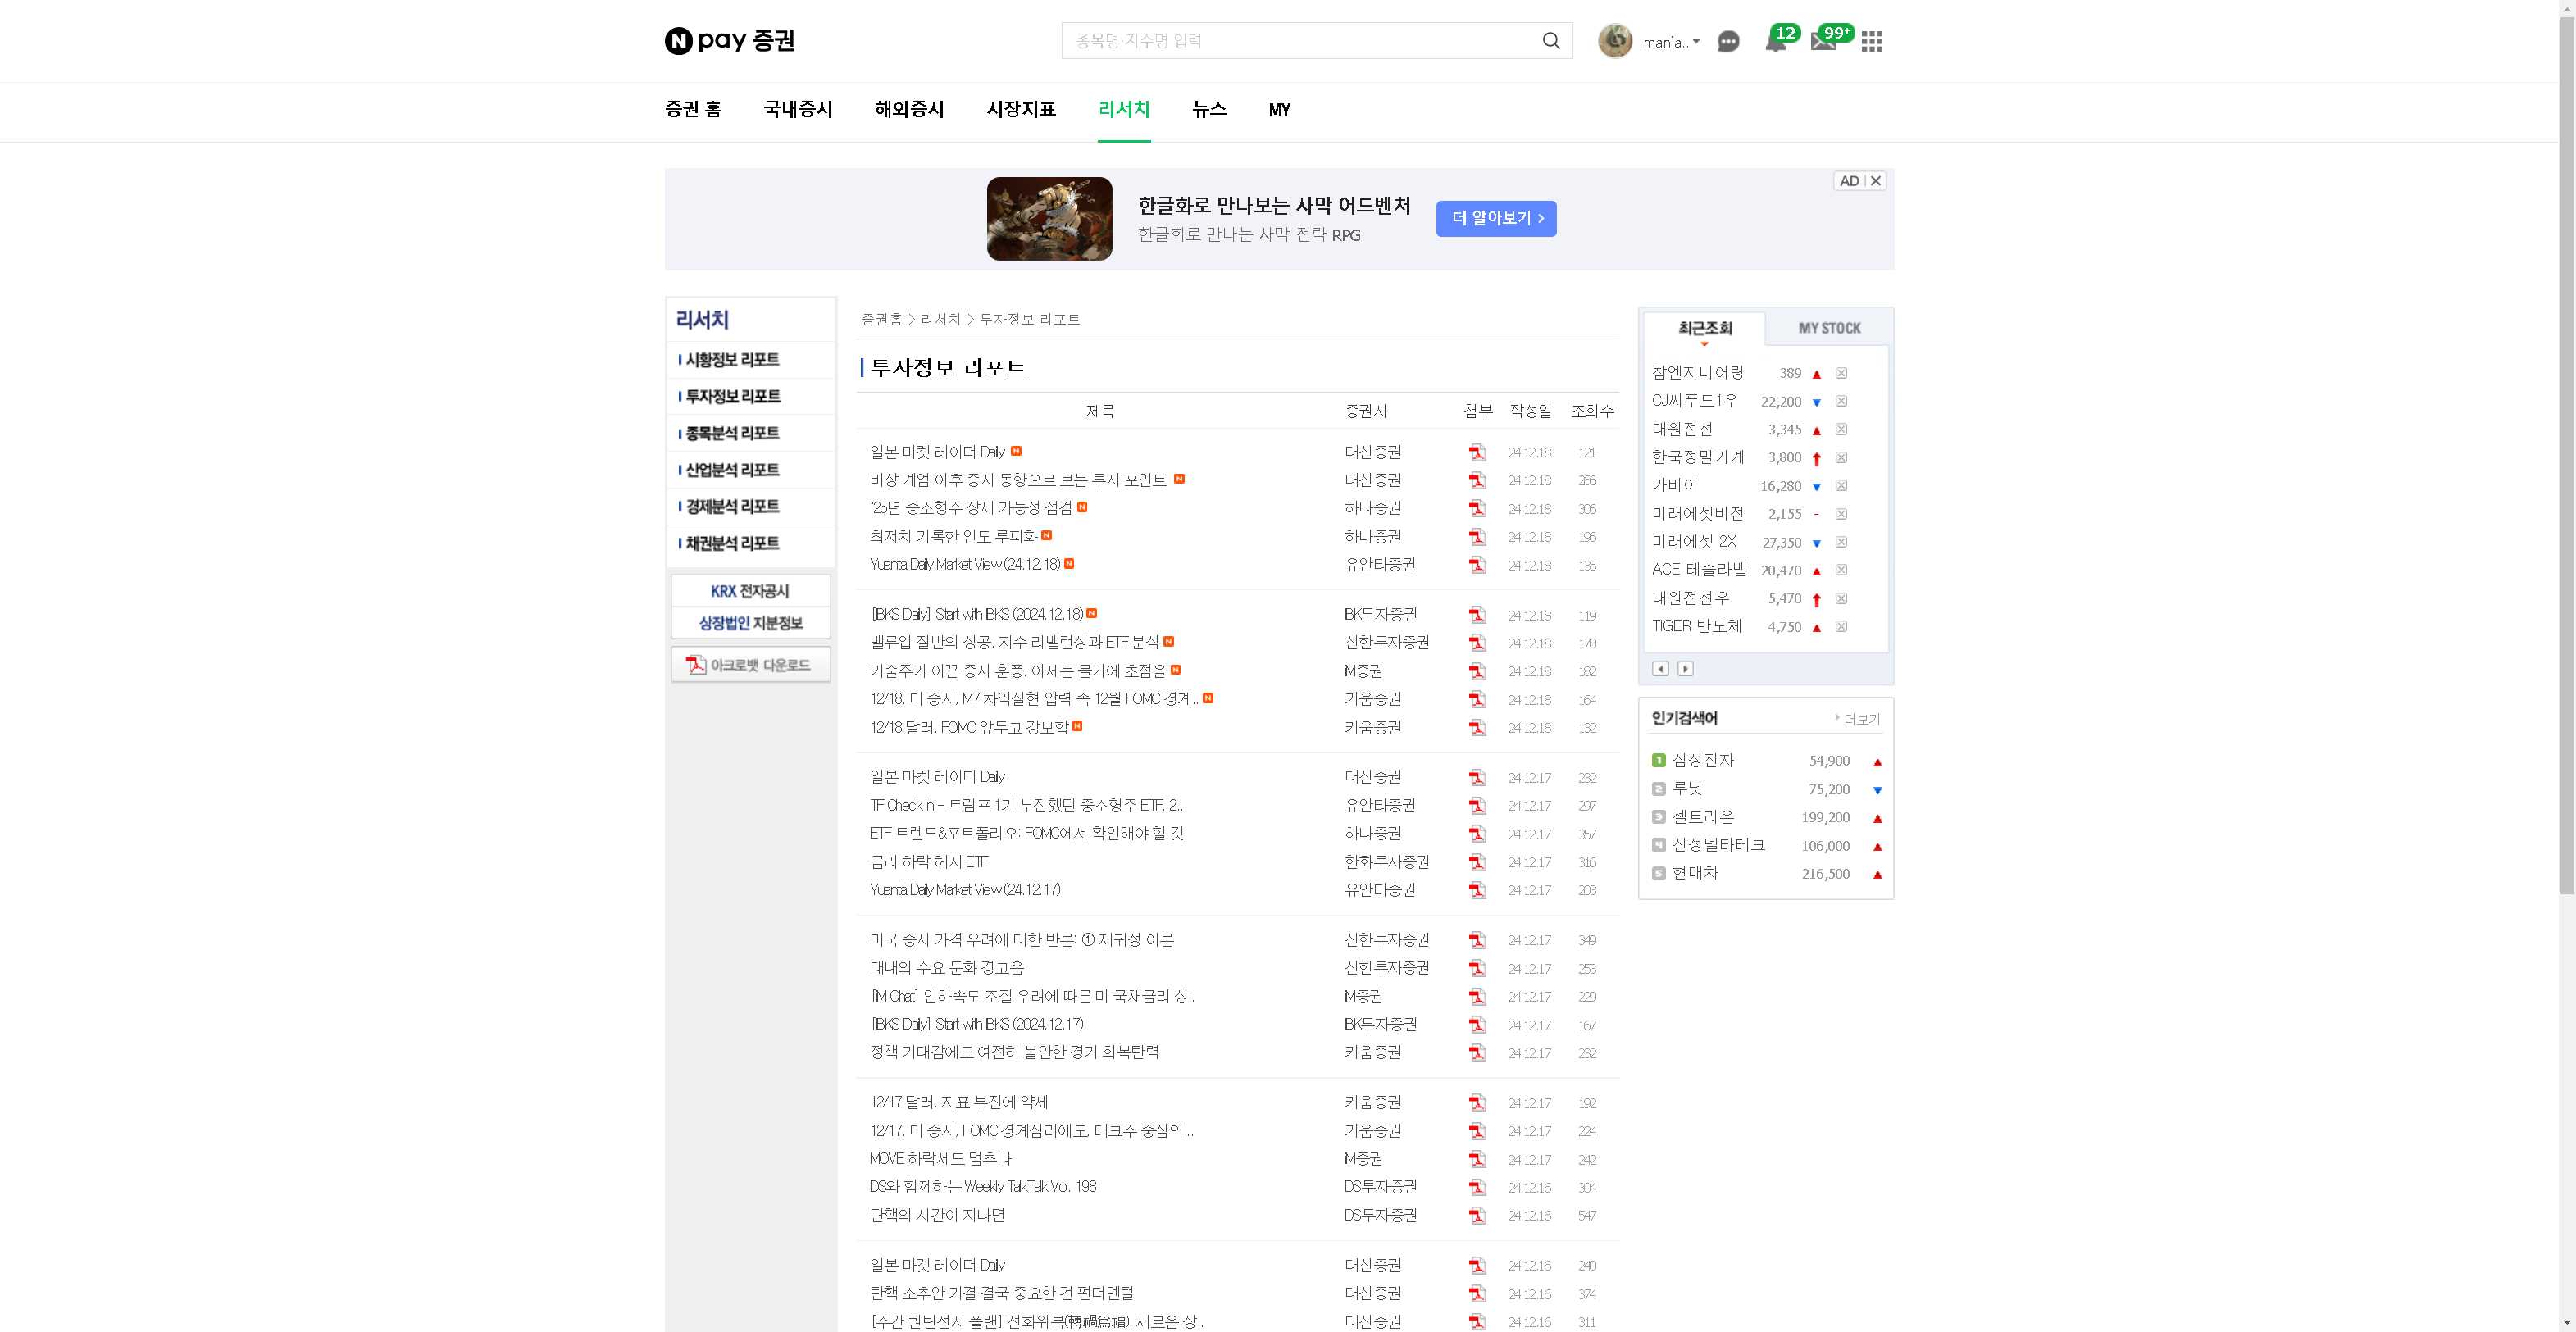 N pay 증권
종목명·지수명 입력
mania..
12
99+
증권 홈 국내증시 해외증시 시장지표 리서치 뉴스 MY
한글화로 만나보는 사막 어드벤처
한글화로 만나는 사막 전략 RPG
더 알아보기 >
AD
리서치
시황정보 리포트
투자정보 리포트
종목분석 리포트
산업분석 리포트
경제분석 리포트
채권분석 리포트
KRX 전자공시
상장법인 지분정보
아크로뱃 다운로드
증권홈 > 리서치 > 투자정보 리포트
투자정보 리포트
제목 증권사 첨부 작성일 조회수
일본 마켓 레이더 Daily N 대신증권 24.12.18 121
비상 계엄 이후 증시 동향으로 보는 투자 포인트 N 대신증권 24.12.18 266
'25년 중소형주 장세 가능성 점검 N 하나증권 24.12.18 306
최저치 기록한 인도 루피화 N 하나증권 24.12.18 196
Yuanta Daily Market View (24.12.18) N 유안타증권 24.12.18 135
[IBKS Daily] Start with IBKS (2024.12.18) N IBK투자증권 24.12.18 119
밸류업 절반의 성공, 지수 리밸런싱과 ETF 분석 N 신한투자증권 24.12.18 170
기술주가 이끈 증시 훈풍. 이제는 물가에 초점을 N iM증권 24.12.18 182
12/18, 미 증시, M7 차익실현 압력 속 12월 FOMC 경계.. N 키움증권 24.12.18 164
12/18 달러, FOMC 앞두고 강보합 N 키움증권 24.12.18 132
일본 마켓 레이더 Daily 대신증권 24.12.17 232
TF Check in - 트럼프 1기 부진했던 중소형주 ETF, 2.. 유안타증권 24.12.17 297
ETF 트렌드&포트폴리오: FOMC에서 확인해야 할 것 하나증권 24.12.17 357
금리 하락 헤지 ETF 한화투자증권 24.12.17 316
Yuanta Daily Market View (24.12.17) 유안타증권 24.12.17 203
미국 증시 가격 우려에 대한 반론: ① 재귀성 이론 신한투자증권 24.12.17 349
대내외 수요 둔화 경고음 신한투자증권 24.12.17 253
[iM Chat] 인하속도 조절 우려에 따른 미 국채금리 상.. iM증권 24.12.17 229
[IBKS Daily] Start with IBKS (2024.12.17) IBK투자증권 24.12.17 167
정책 기대감에도 여전히 불안한 경기 회복탄력 키움증권 24.12.17 232
12/17 달러, 지표 부진에 약세 키움증권 24.12.17 192
12/17, 미 증시, FOMC 경계심리에도, 테크주 중심의 .. 키움증권 24.12.17 224
MOVE 하락세도 멈추나 iM증권 24.12.17 242
DS와 함께하는 Weekly TalkTalk Vol. 198 DS투자증권 24.12.16 304
탄핵의 시간이 지나면 DS투자증권 24.12.16 547
일본 마켓 레이더 Daily 대신증권 24.12.16 240
탄핵 소추안 가결 결국 중요한 건 펀더멘털 대신증권 24.12.16 374
[주간 퀀틴전시 플랜] 전화위복(轉禍爲福). 새로운 상.. 대신증권 24.12.16 311
최근조회 MY STOCK
참엔지니어링 389 ▲
CJ씨푸드1우 22,200 ▼
대원전선 3,345 ▲
한국정밀기계 3,800 ↑
가비아 16,280 ▼
미래에셋비전 2,155 -
미래에셋 2X 27,350 ▼
ACE 테슬라밸 20,470 ▲
대원전선우 5,470 ↑
TIGER 반도체 4,750 ▲
인기검색어 더보기
1 삼성전자 54,900 ▲
2 루닛 75,200 ▼
3 셀트리온 199,200 ▲
4 신성델타테크 106,000 ▲
5 현대차 216,500 ▲